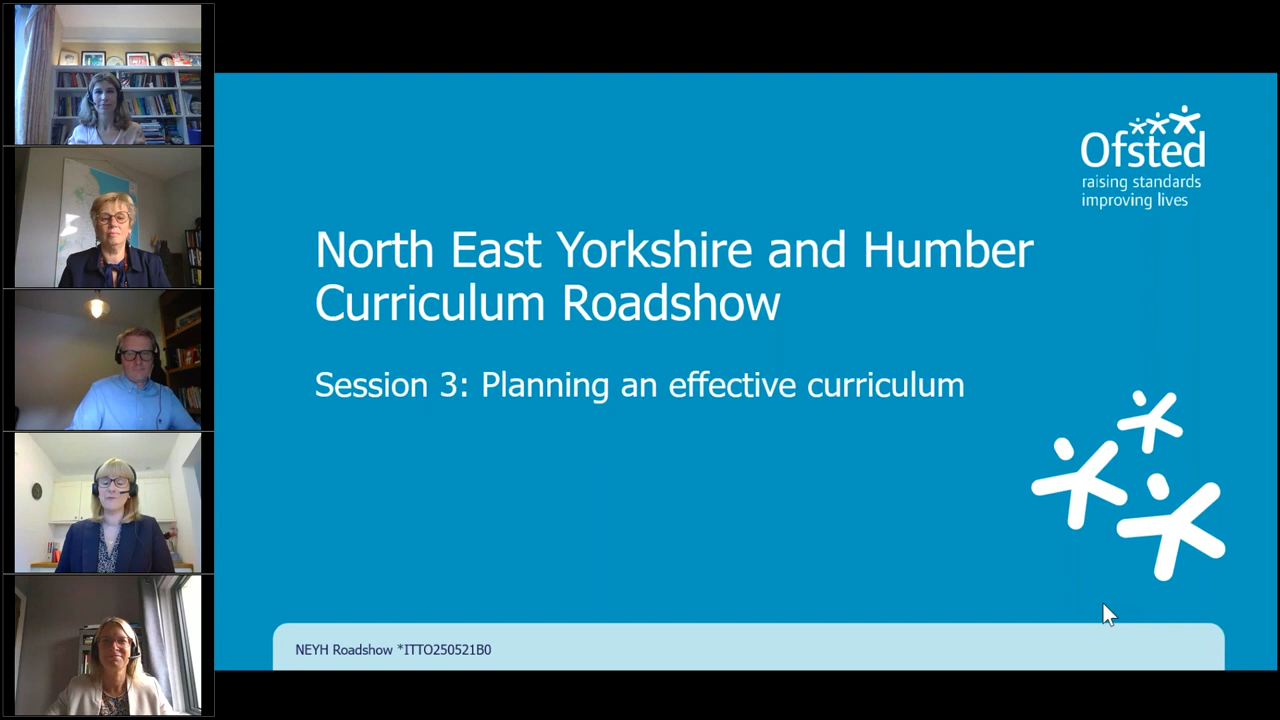 Ofsted
raising standards
improving lives
North East Yorkshire and Humber
Curriculum Roadshow
Session 3: Planning an effective curriculum
NEYH Roadshow *ITTO250521B0